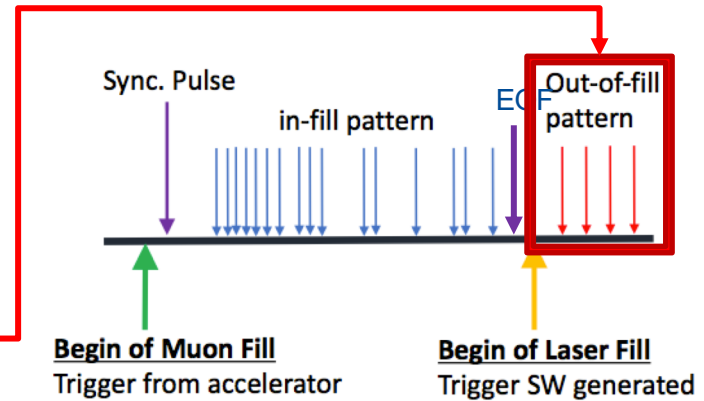 Sync. Pulse
in-fill pattern
EOF
Out-of-fill
pattern
Begin of Muon Fill
Trigger from accelerator
Begin of Laser Fill
Trigger SW generated